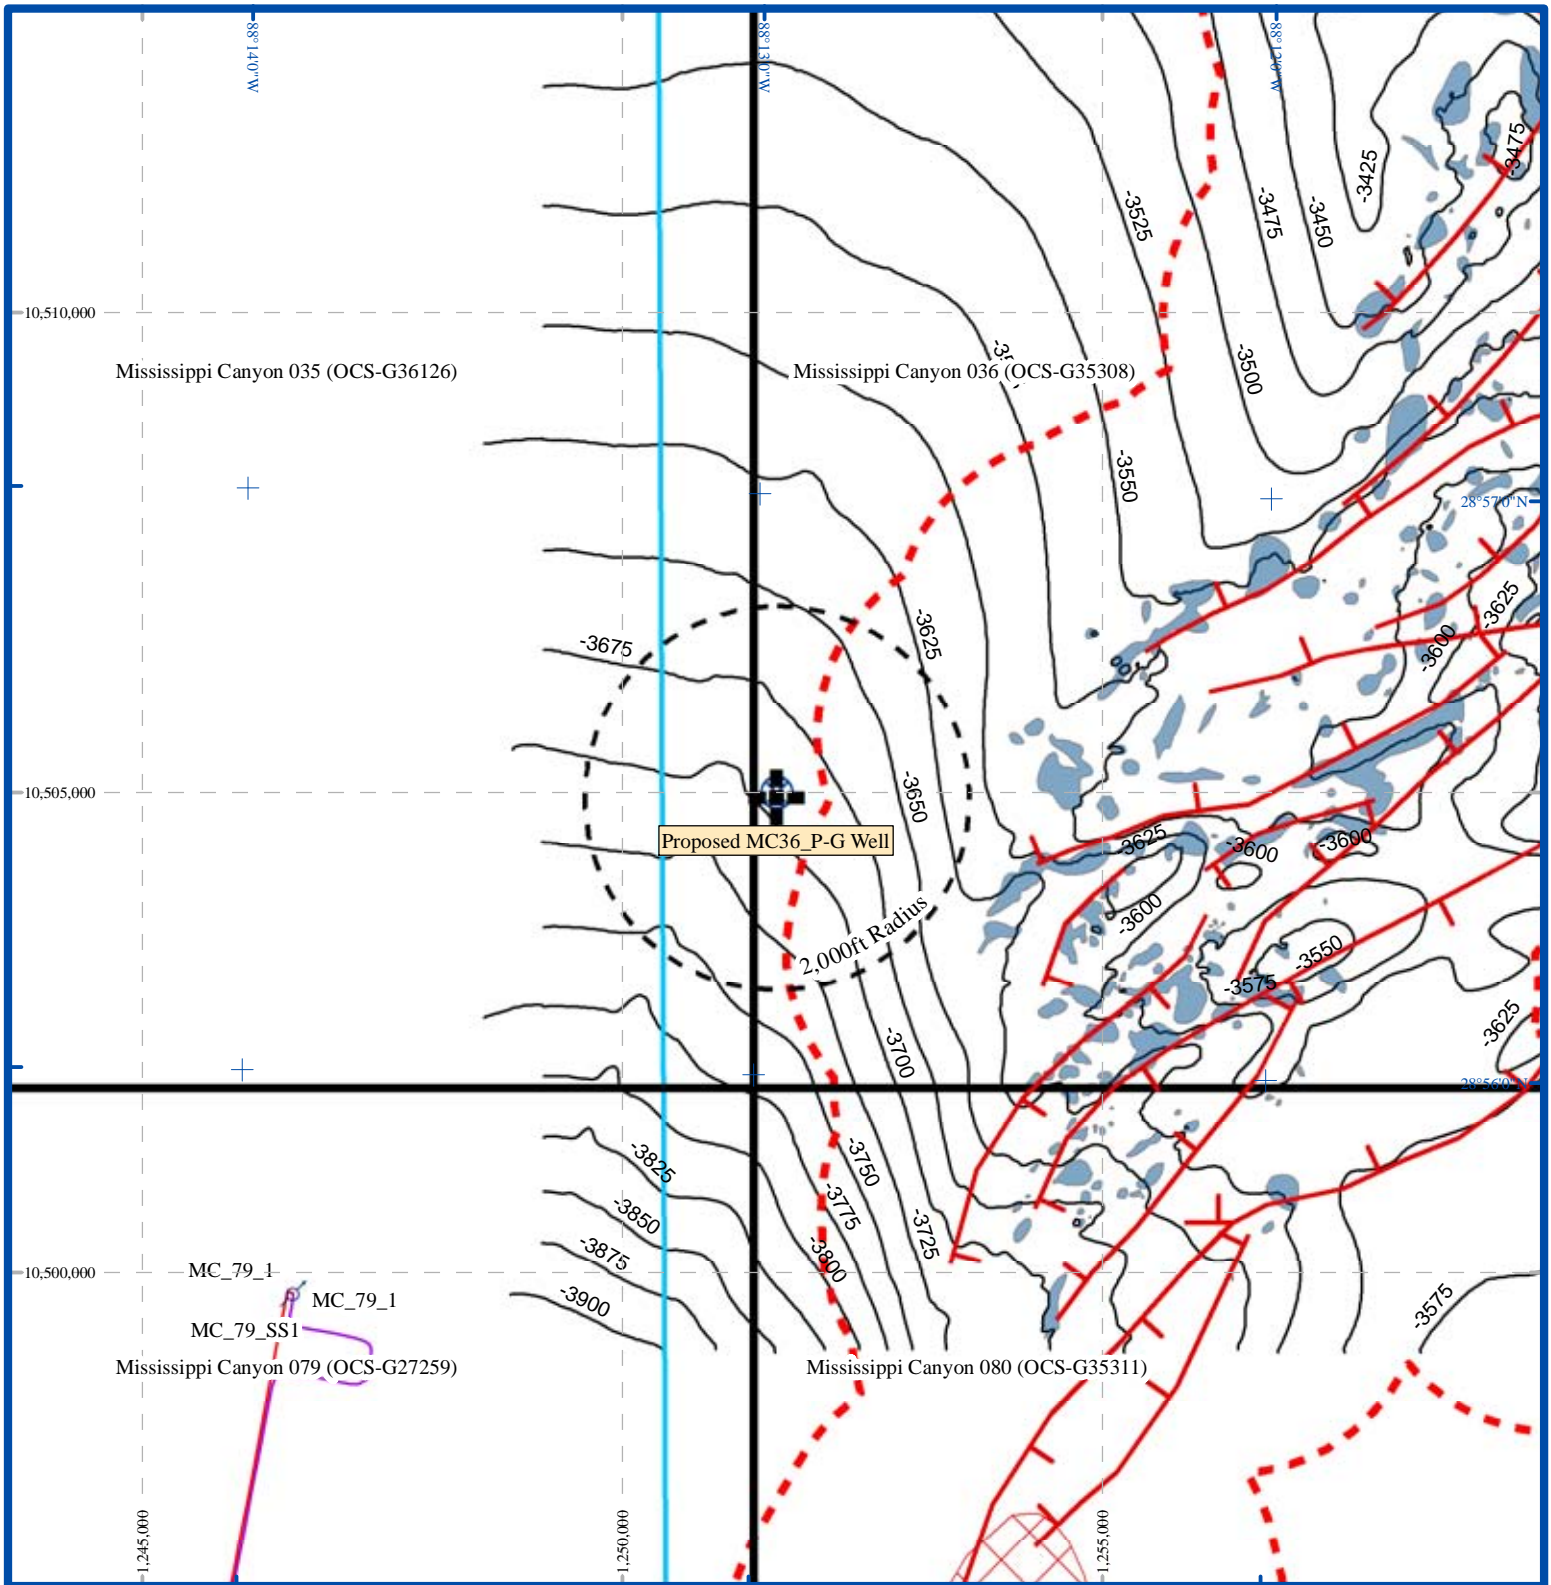 88°14'0"W
88°13'0"W
88°12'0"W
-3475
-3425
-3525
-3475
-3450
10,510,000
Mississippi Canyon 035 (OCS-G36126)
Mississippi Canyon 036 (OCS-G35308)
-3500
-3550
28°57'0"N
-3625
-3625
-3600
-3675
-3650
10,505,000
Proposed MC36_P-G Well
-3625
-3600
-3600
-3600
2,000ft Radius
-3550
-3575
-3625
-3700
28°56'0"N
-3825
-3750
-3850
-3775
-3725
-3875
-3800
10,500,000
MC_79_1
-3900
MC_79_1
-3575
MC_79_SS1
Mississippi Canyon 079 (OCS-G27259)
Mississippi Canyon 080 (OCS-G35311)
1,245,000
1,250,000
1,255,000